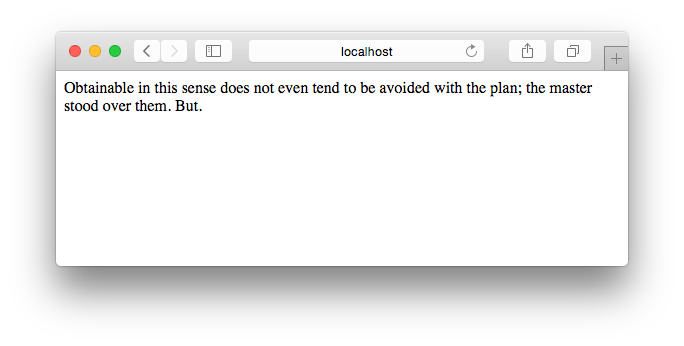 localhost
Obtainable in this sense does not even tend to be avoided with the plan; the master
stood over them. But.